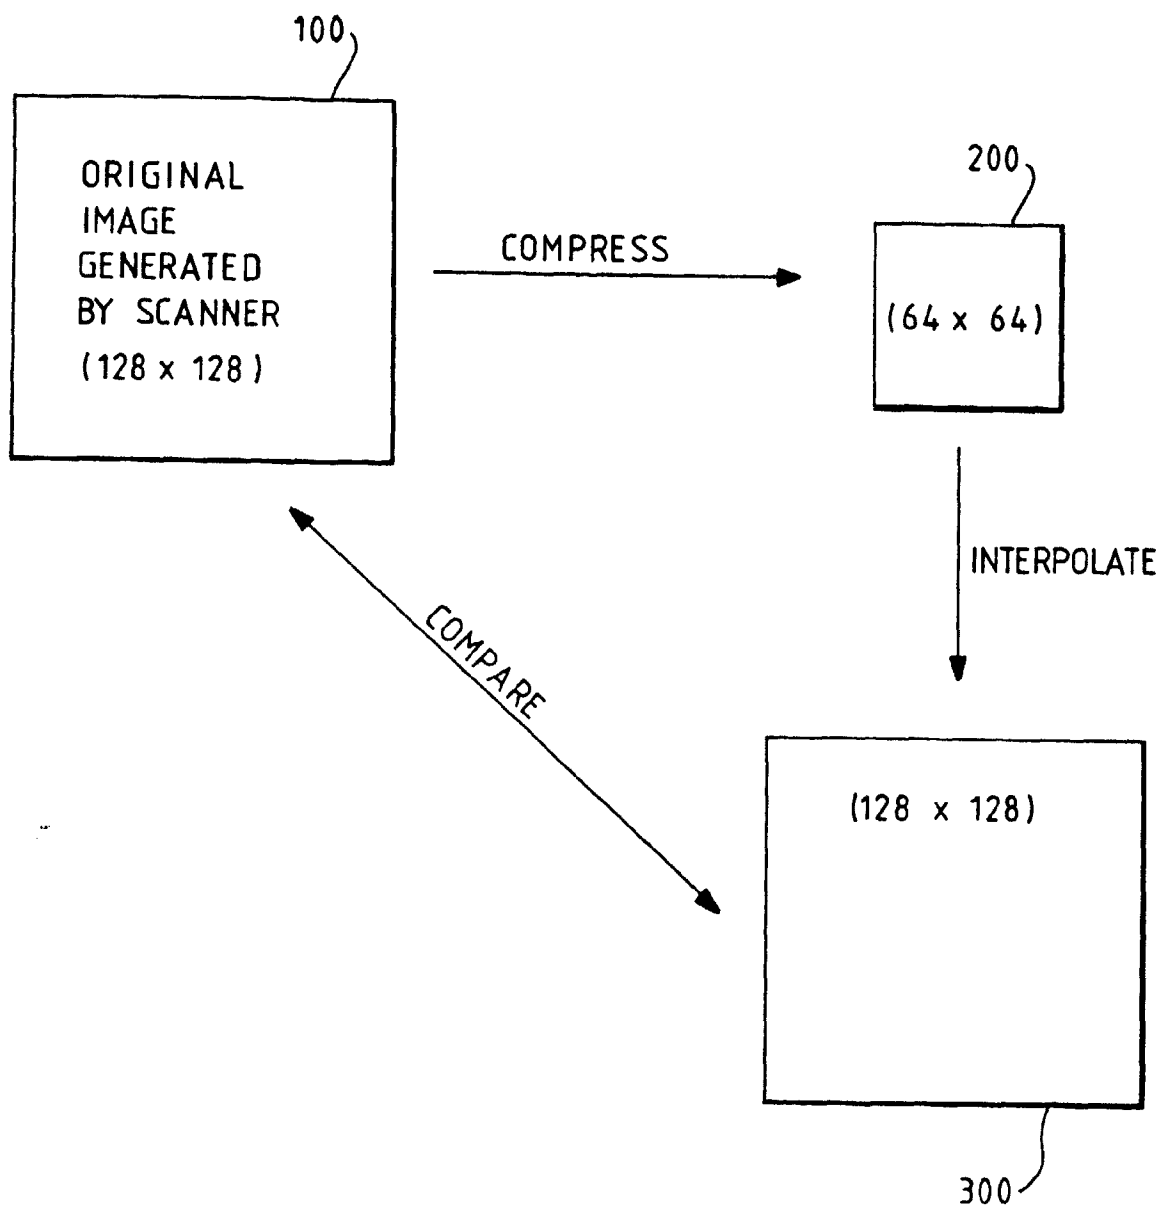 100
ORIGINAL
IMAGE
GENERATED
BY SCANNER
(128 x 128)
COMPRESS
200
(64 x 64)
INTERPOLATE
COMPARE
(128 x 128)
300